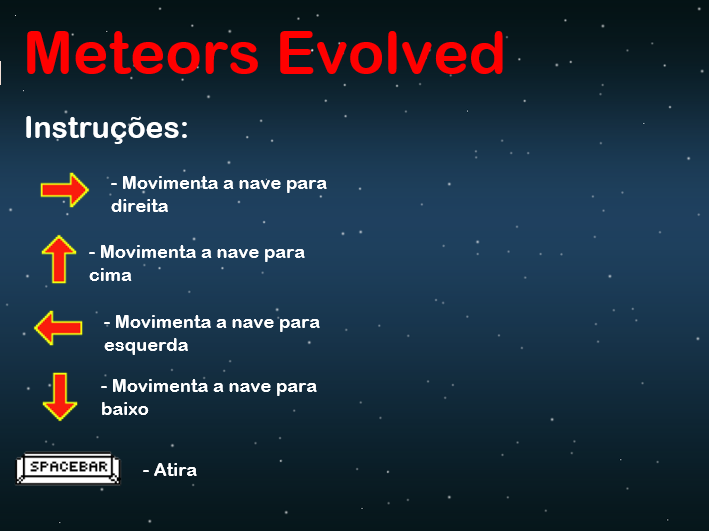 Meteors Evolved
Instruções:
- Movimenta a nave para
direita
- Movimenta a nave para
cima
- Movimenta a nave para
esquerda
- Movimenta a nave para
baixo
SPACEBAR - Atira